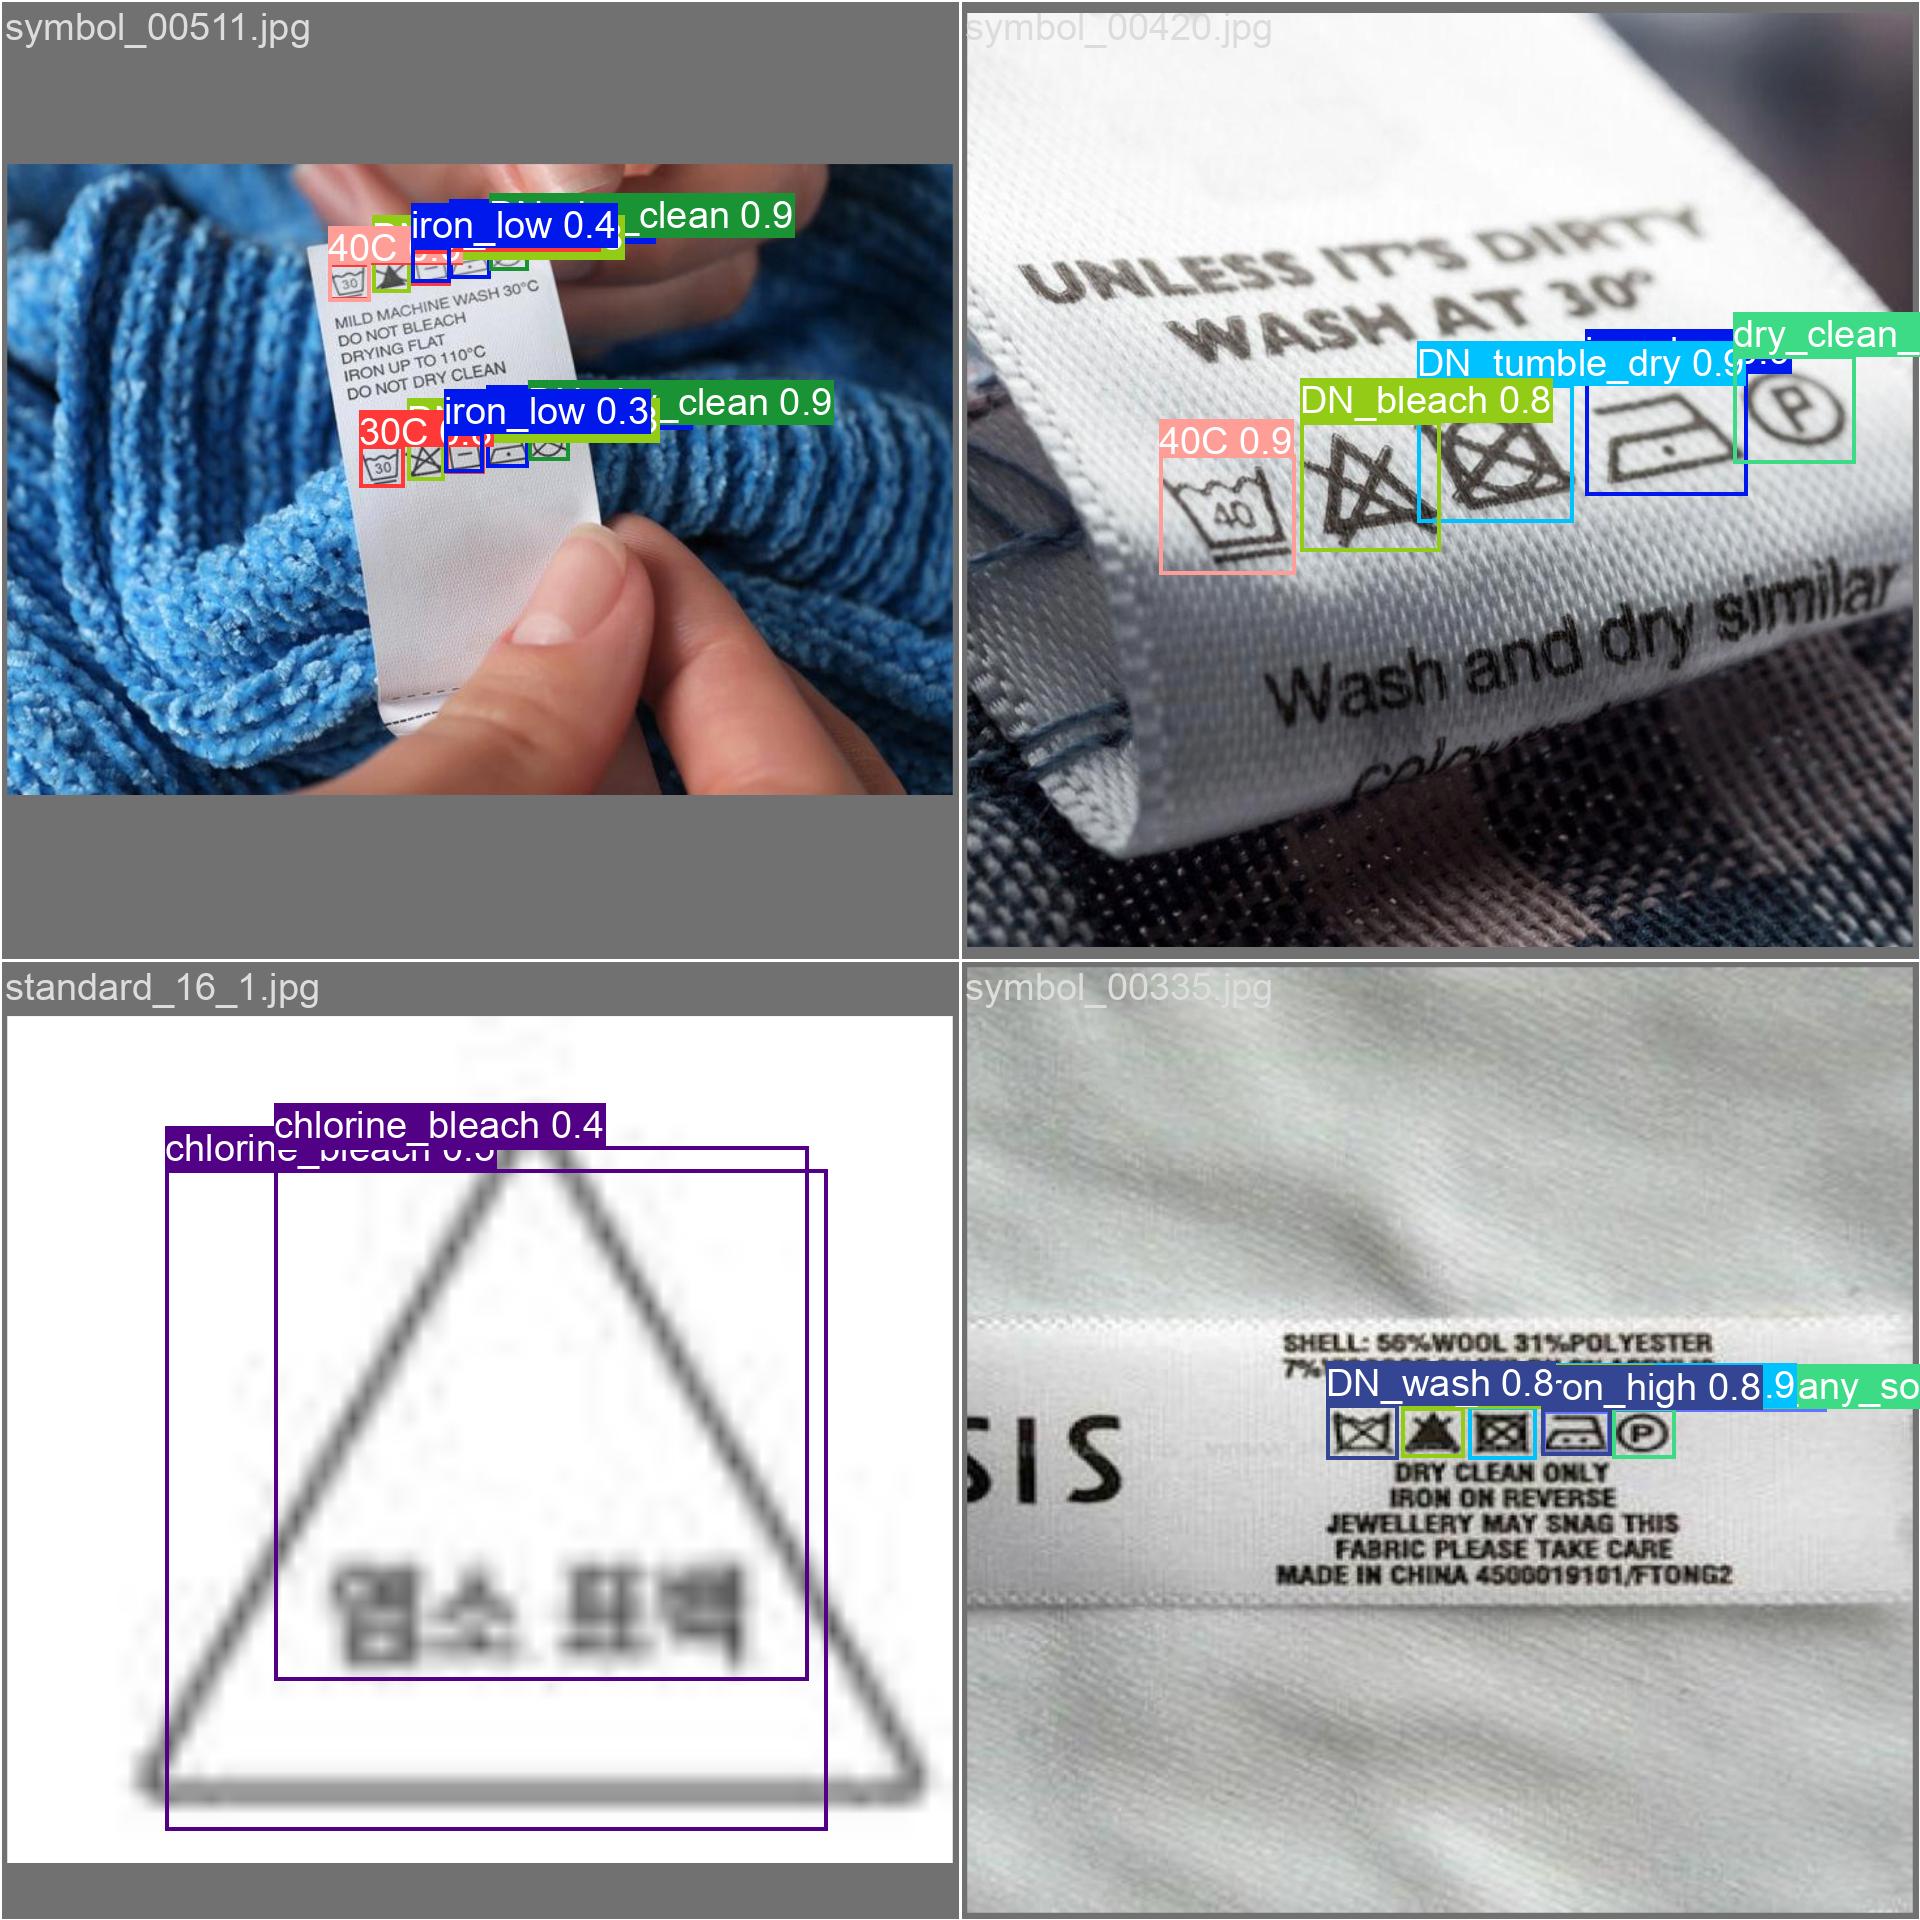 symbol_00511.jpg
clean 0.9
iron_low 0.4
40C
30
MILD MACHINE WASH 30°C
DO NOT BLEACH
DRYING FLAT
IRON UP TO 110°C
DO NOT DRY CLEAN
_clean 0.9
iron_low 0.3
30C
30
symbol_00420.jpg
UNLESS IT'S DIRTY
WASH AT 30°
dry_clean_
DN_tumble_dry 0.9
DN_bleach 0.8
40C 0.9
P
40
Wash and dry similar
standard_16_1.jpg
chlorine_bleach 0.4
chlorine_bleach
염소 표백
symbol_00335.jpg
SHELL: 56%WOOL 31%POLYESTER
7%
DN_wash 0.8
on_high 0.8
.9
any_so
P
SIS
DRY CLEAN ONLY
IRON ON REVERSE
JEWELLERY MAY SNAG THIS
FABRIC PLEASE TAKE CARE
MADE IN CHINA 4500019101/FTONG2